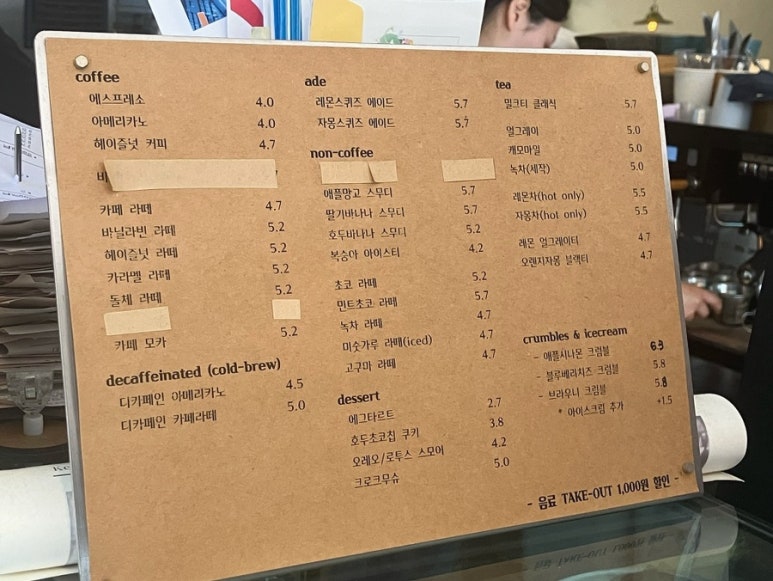 coffee
에스프레소 4.0
아메리카노 4.0
헤이즐넛 커피 4.7
카페 라떼 4.7
바닐라빈 라떼 5.2
헤이즐넛 라떼 5.2
카라멜 라떼 5.2
돌체 라떼 5.2
카페 모카 5.2
decaffeinated (cold-brew)
디카페인 아메리카노 4.5
디카페인 카페라떼 5.0
ade
레몬스퀴즈 에이드 5.7
자몽스퀴즈 에이드 5.7
non-coffee
애플망고 스무디 5.7
딸기바나나 스무디 5.7
호두바나나 스무디 5.2
복숭아 아이스티 4.2
초코 라떼 5.2
민트초코 라떼 5.7
녹차 라떼 4.7
미숫가루 라떼(iced) 4.7
고구마 라떼 4.7
dessert
에그타르트 2.7
호두초코칩 쿠키 3.8
오레오/로투스 스모어 4.2
크로크무슈 5.0
tea
밀크티 클래식 5.7
얼그레이 5.0
캐모마일 5.0
녹차(세작) 5.0
레몬차(hot only) 5.5
자몽차(hot only) 5.5
레몬 얼그레이티 4.7
오렌지자몽 블랙티 4.7
crumbles & icecream
- 애플시나몬 크럼블 6.3
- 블루베리치즈 크럼블 5.8
- 브라우니 크럼블 5.8
* 아이스크림 추가 +1.5
- 음료 TAKE-OUT 1,000원 할인 -